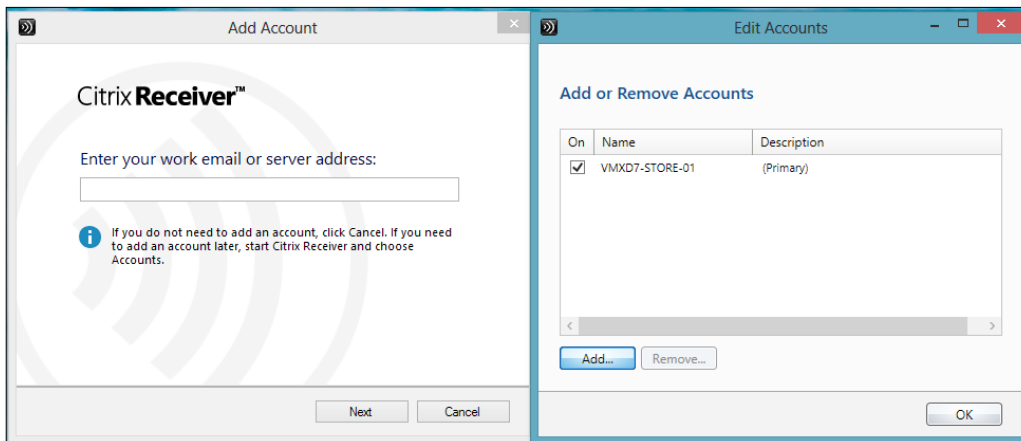 Add Account
Citrix Receiver™
Enter your work email or server address:
If you do not need to add an account, click Cancel. If you need
to add an account later, start Citrix Receiver and choose
Accounts.
Next Cancel
Edit Accounts
Add or Remove Accounts
On Name Description
VMXD7-STORE-01 (Primary)
Add... Remove...
OK